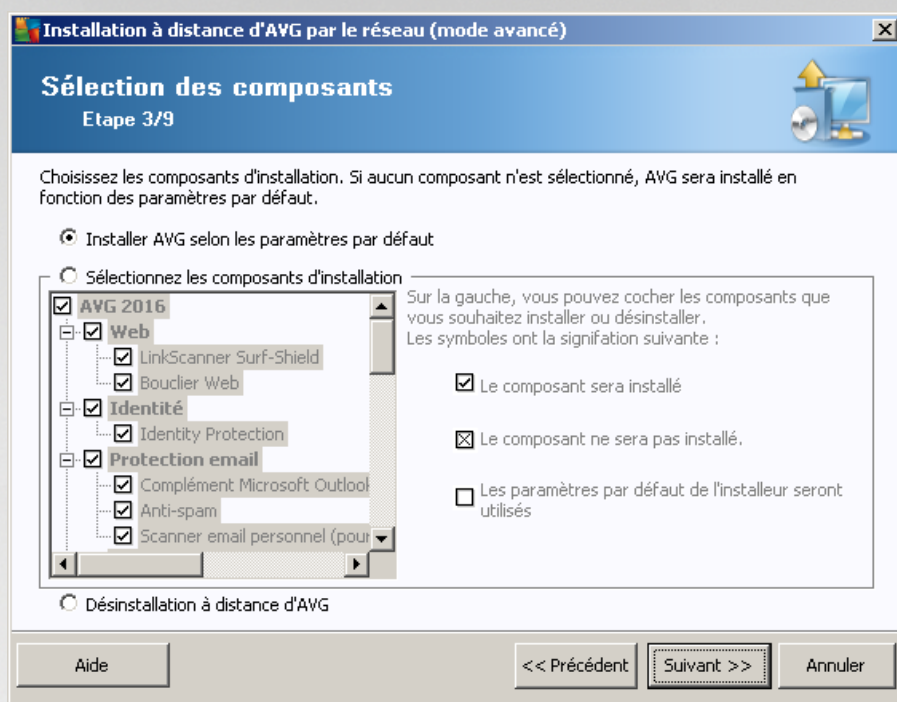 Installation à distance d'AVG par le réseau (mode avancé)
Sélection des composants
Etape 3/9
Choisissez les composants d'installation. Si aucun composant n'est sélectionné, AVG sera installé en
fonction des paramètres par défaut.
Installer AVG selon les paramètres par défaut
Sélectionnez les composants d'installation
AVG 2016
Web
LinkScanner Surf-Shield
Bouclier Web
Identité
Identity Protection
Protection email
Complément Microsoft Outlook
Anti-spam
Scanner email personnel (pour
Sur la gauche, vous pouvez cocher les composants que
vous souhaitez installer ou désinstaller.
Les symboles ont la signifation suivante :
Le composant sera installé
Le composant ne sera pas installé.
Les paramètres par défaut de l'installeur seront
utilisés
Désinstallation à distance d'AVG
Aide
<< Précédent
Suivant >>
Annuler